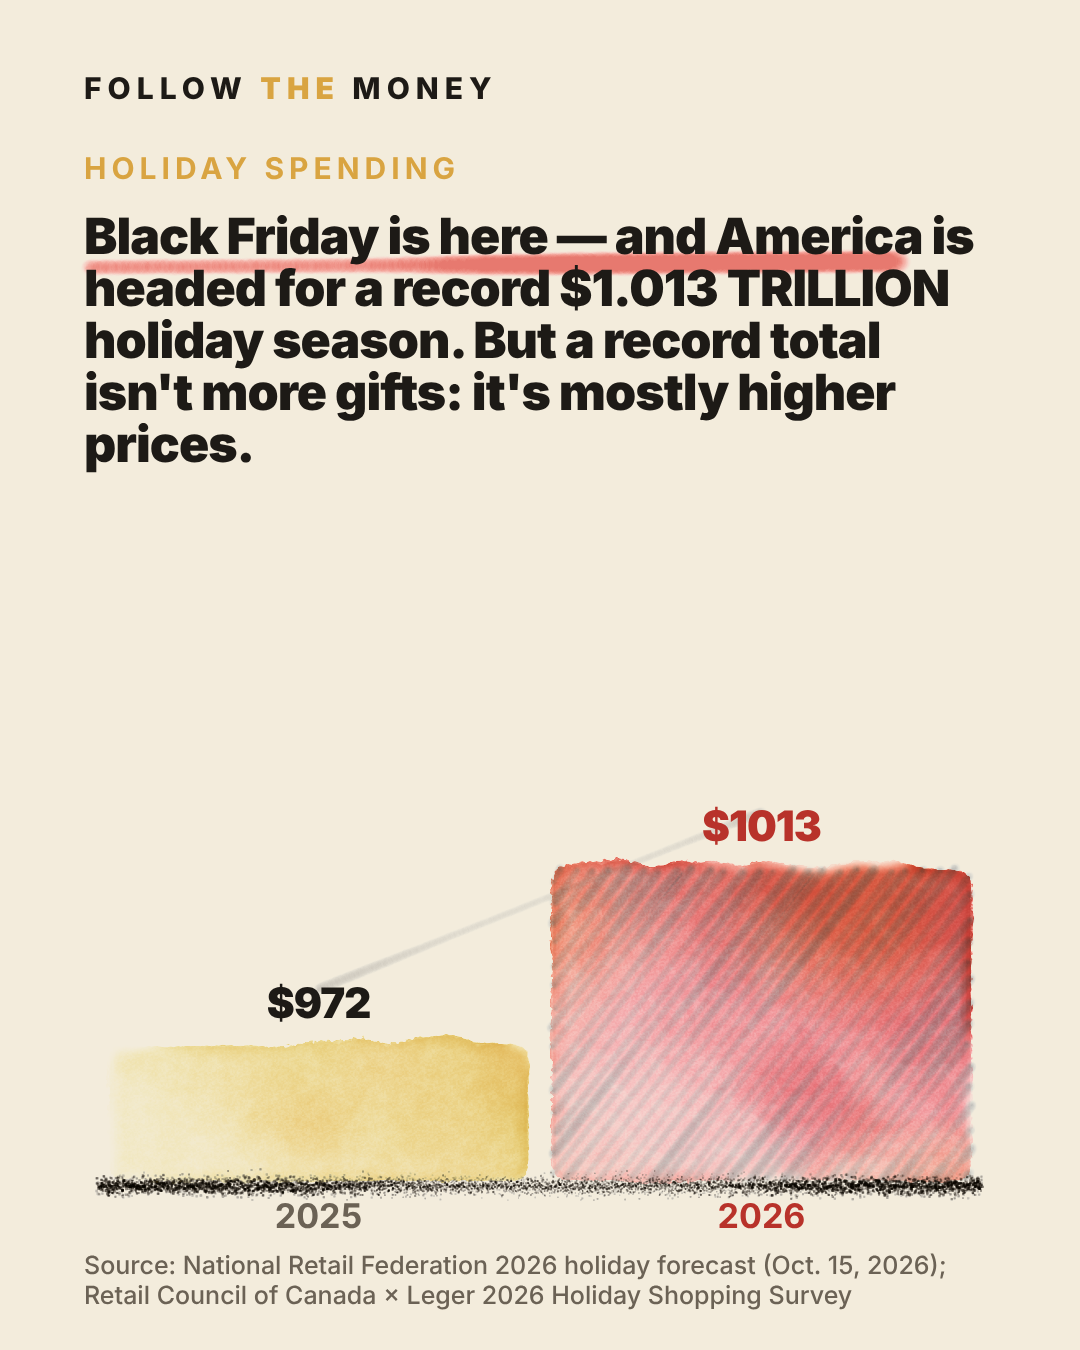 FOLLOW THE MONEY
HOLIDAY SPENDING
Black Friday is here — and America is
headed for a record $1.013 TRILLION
holiday season. But a record total
isn't more gifts: it's mostly higher
prices.
$1013
$972
2025
2026
Source: National Retail Federation 2026 holiday forecast (Oct. 15, 2026);
Retail Council of Canada × Leger 2026 Holiday Shopping Survey